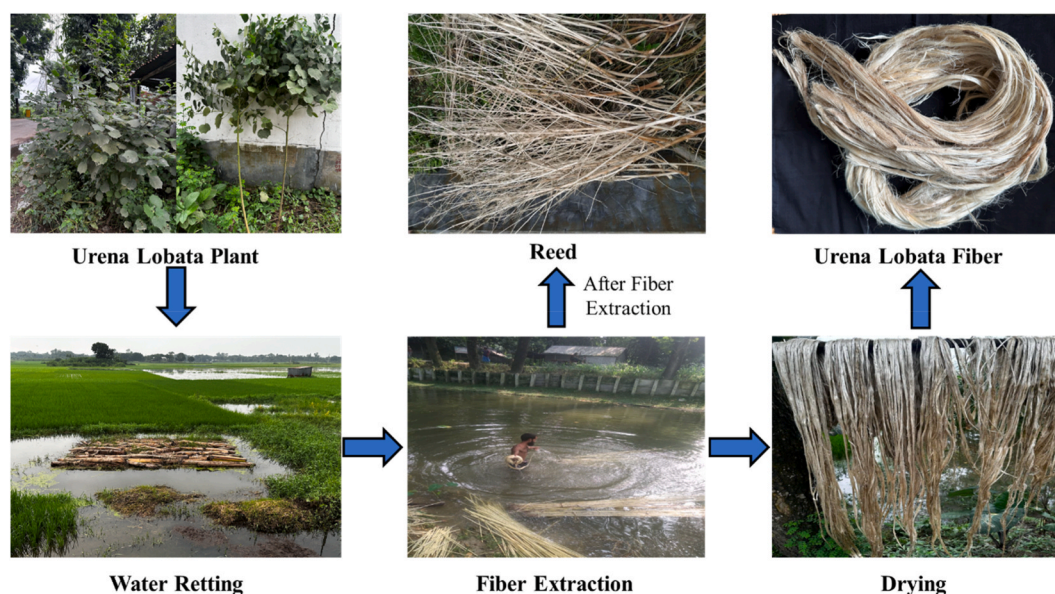 Urena Lobata Plant
Reed
Urena Lobata Fiber
After Fiber
Extraction
Water Retting
Fiber Extraction
Drying